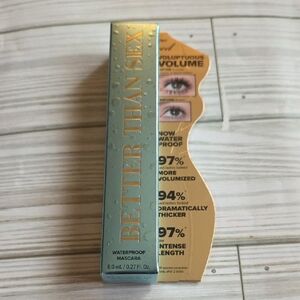 BETTER THAN SEX
WATERPROOF
MASCARA
8.0 mL / 0.27 Fl. Oz.
VOLUPTUOUS
VOLUME
NOW
WATER
PROOF
97%
MORE
VOLUMIZED
94%
DRAMATICALLY
THICKER
97%
INTENSE
LENGTH